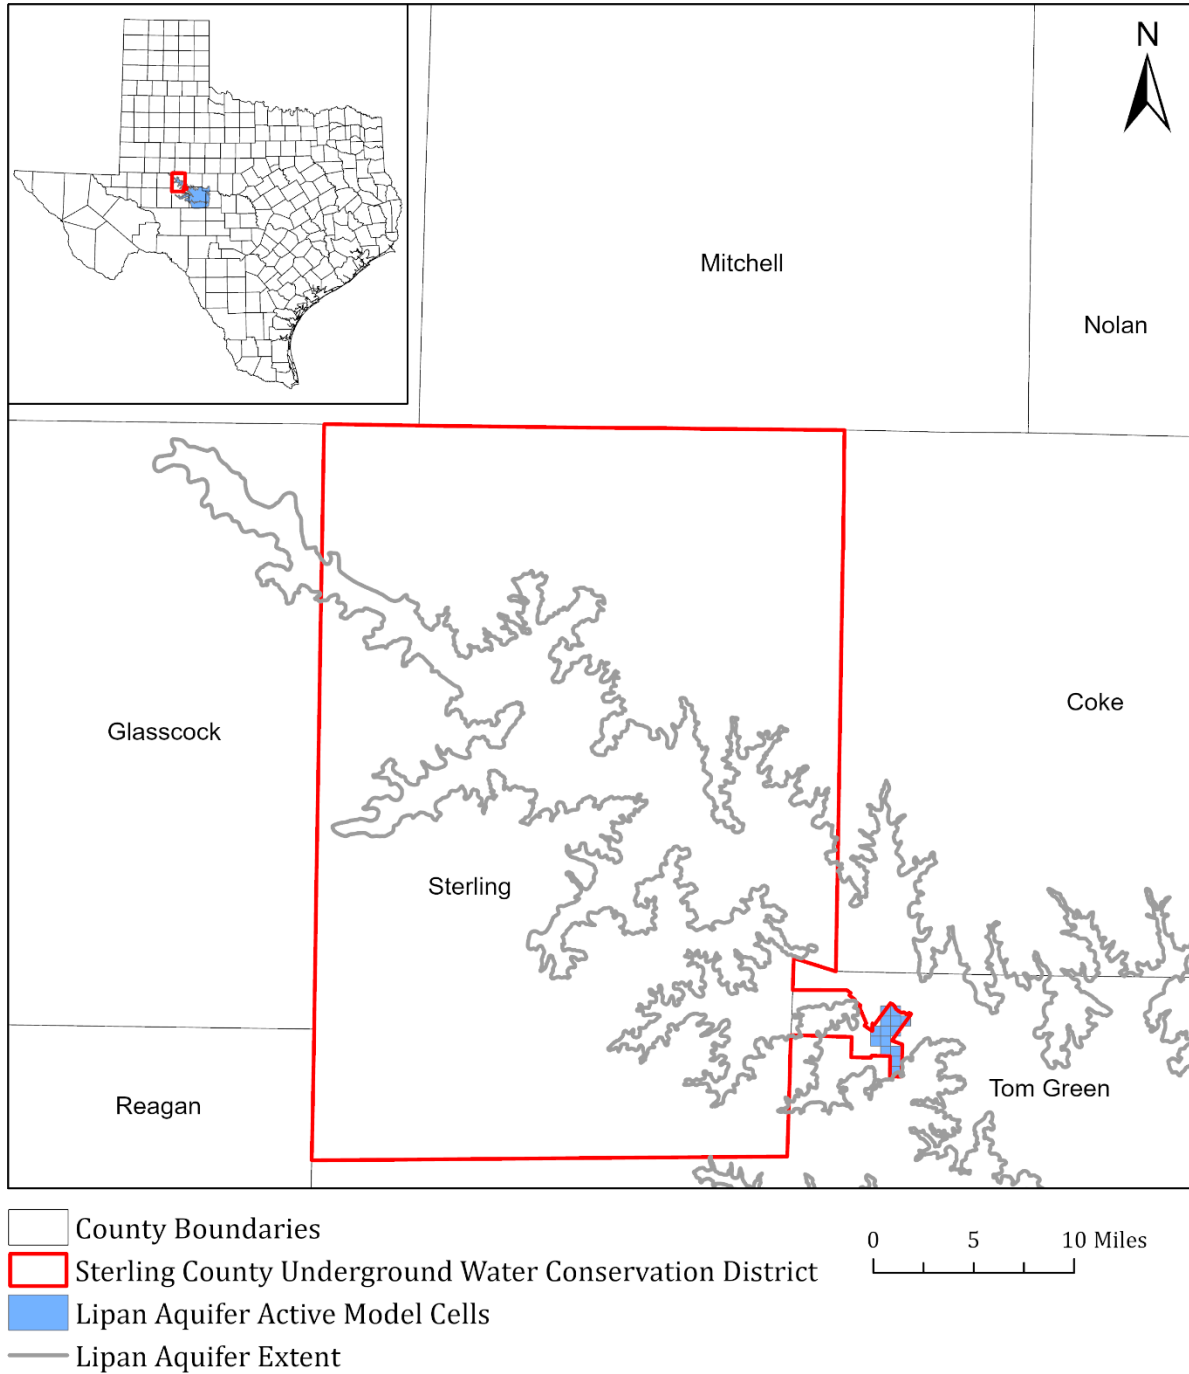 N
Mitchell
Nolan
Coke
Glasscock
Sterling
Reagan
Tom Green
County Boundaries
Sterling County Underground Water Conservation District
Lipan Aquifer Active Model Cells
Lipan Aquifer Extent
0 5 10 Miles